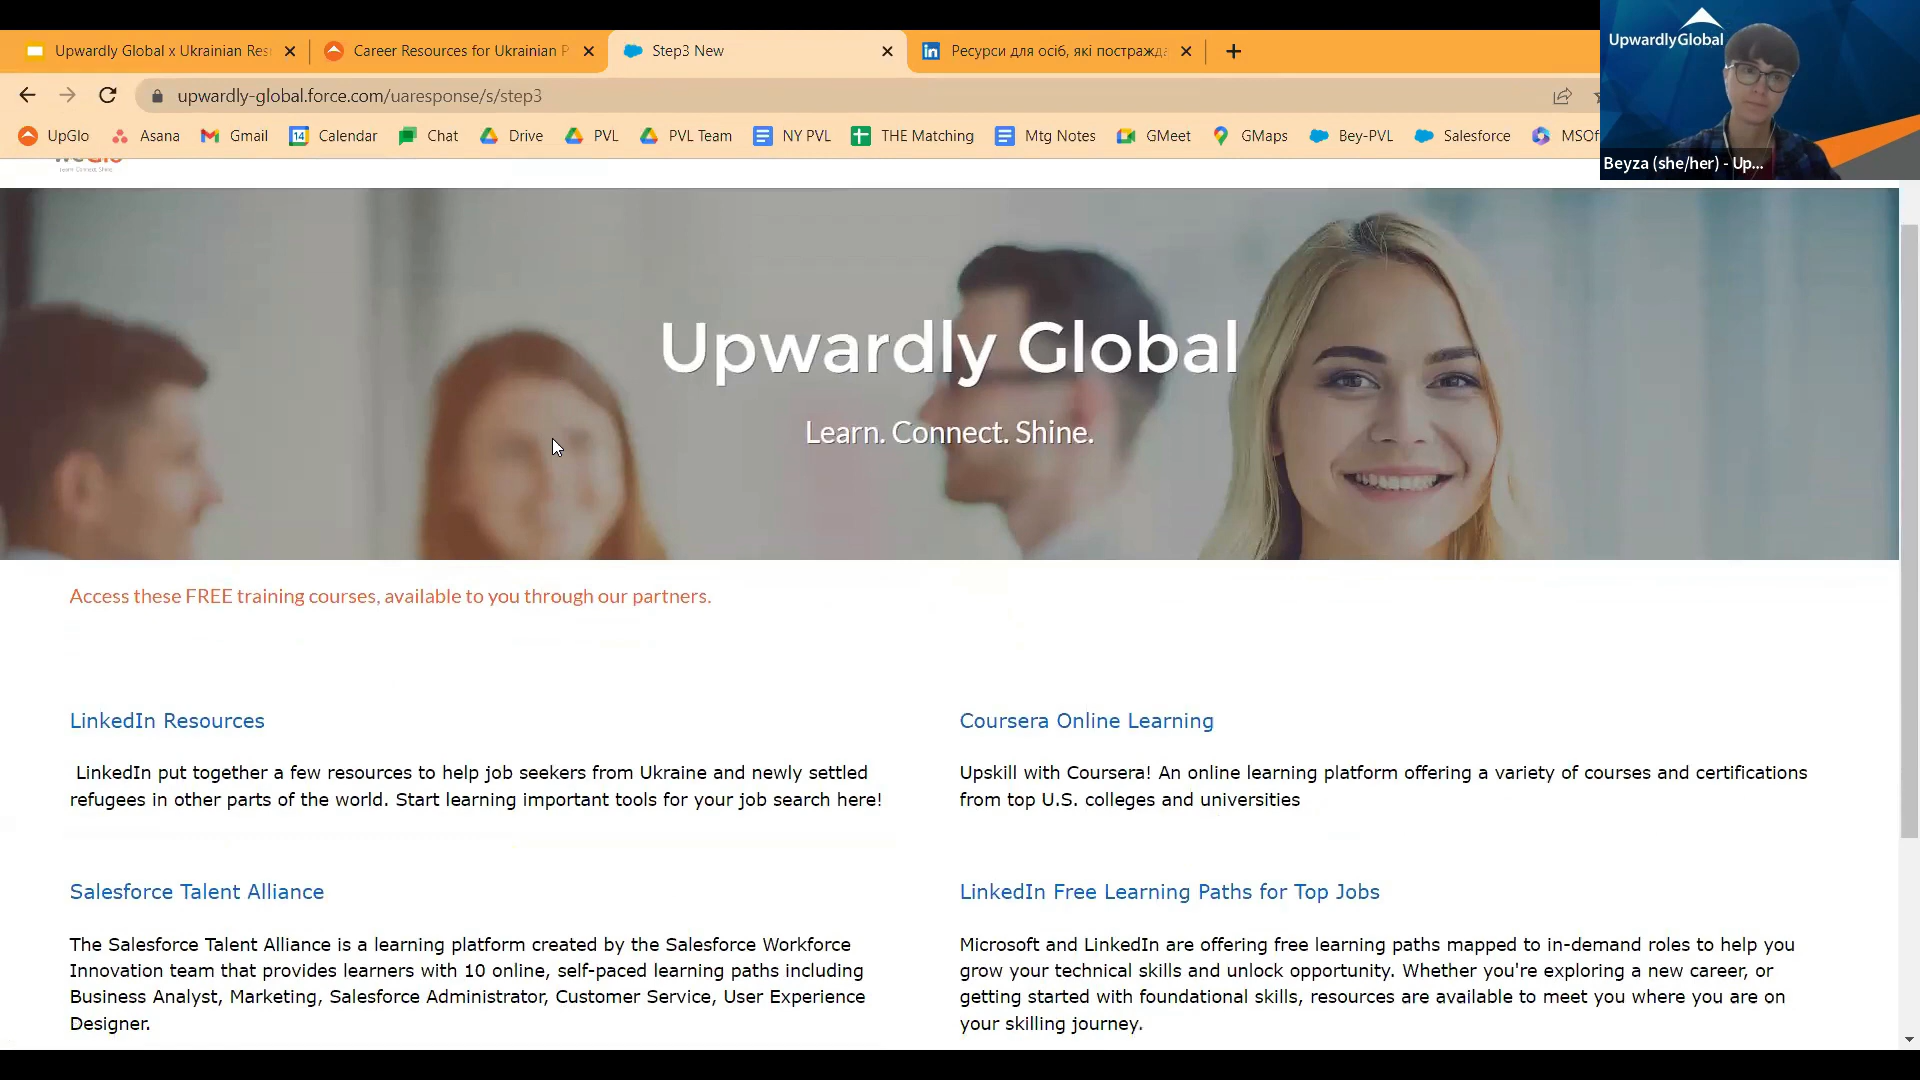 Upwardly Global x Ukrainian Res
Career Resources for Ukrainian P
Step3 New
Ресурси для осіб, які постражда
upwardly-global.force.com/uaresponse/s/step3
UpGlo
Asana
Gmail
14
Calendar
Chat
Drive
PVL
PVL Team
NY PVL
THE Matching
Mtg Notes
GMeet
GMaps
Bey-PVL
Salesforce
MSOf
UpwardlyGlobal
Beyza (she/her) - Up...
Learn. Connect. Shine.
Upwardly Global
Learn. Connect. Shine.
Access these FREE training courses, available to you through our partners.
LinkedIn Resources
LinkedIn put together a few resources to help job seekers from Ukraine and newly settled
refugees in other parts of the world. Start learning important tools for your job search here!
Coursera Online Learning
Upskill with Coursera! An online learning platform offering a variety of courses and certifications
from top U.S. colleges and universities
Salesforce Talent Alliance
The Salesforce Talent Alliance is a learning platform created by the Salesforce Workforce
Innovation team that provides learners with 10 online, self-paced learning paths including
Business Analyst, Marketing, Salesforce Administrator, Customer Service, User Experience
Designer.
LinkedIn Free Learning Paths for Top Jobs
Microsoft and LinkedIn are offering free learning paths mapped to in-demand roles to help you
grow your technical skills and unlock opportunity. Whether you're exploring a new career, or
getting started with foundational skills, resources are available to meet you where you are on
your skilling journey.